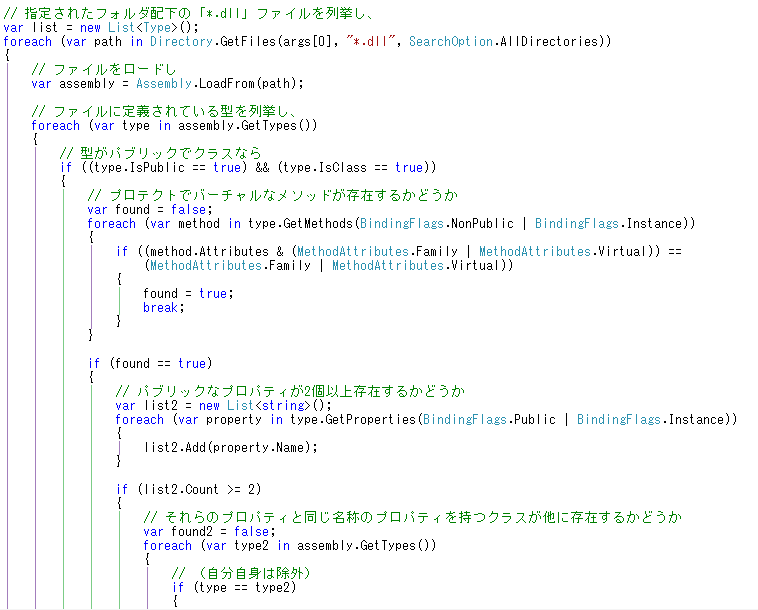 // 指定されたフォルダ配下の「*.dll」ファイルを列挙し、
var list = new List<Type>();
foreach (var path in Directory.GetFiles(args[0], "*.dll", SearchOption.AllDirectories))
{
    // ファイルをロードし
    var assembly = Assembly.LoadFrom(path);

    // ファイルに定義されている型を列挙し、
    foreach (var type in assembly.GetTypes())
    {
        // 型がパブリックでクラスなら
        if ((type.IsPublic == true) && (type.IsClass == true))
        {
            // プロテクトでバーチャルなメソッドが存在するかどうか
            var found = false;
            foreach (var method in type.GetMethods(BindingFlags.NonPublic | BindingFlags.Instance))
            {
                if ((method.Attributes & (MethodAttributes.Family | MethodAttributes.Virtual)) ==
                    (MethodAttributes.Family | MethodAttributes.Virtual))
                {
                    found = true;
                    break;
                }
            }

            if (found == true)
            {
                // パブリックなプロパティが2個以上存在するかどうか
                var list2 = new List<string>();
                foreach (var property in type.GetProperties(BindingFlags.Public | BindingFlags.Instance))
                {
                    list2.Add(property.Name);
                }

                if (list2.Count >= 2)
                {
                    // それらのプロパティと同じ名称のプロパティを持つクラスが他に存在するかどうか
                    var found2 = false;
                    foreach (var type2 in assembly.GetTypes())
                    {
                        // （自分自身は除外）
                        if (type == type2)
                        {